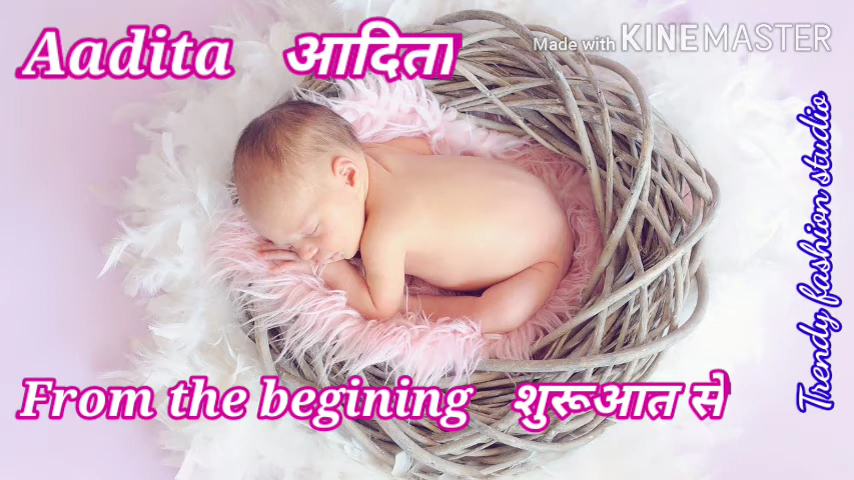 Aadita आदिता
Made with KINEMASTER
Trendy fashion studio
From the begining शुरूआत से